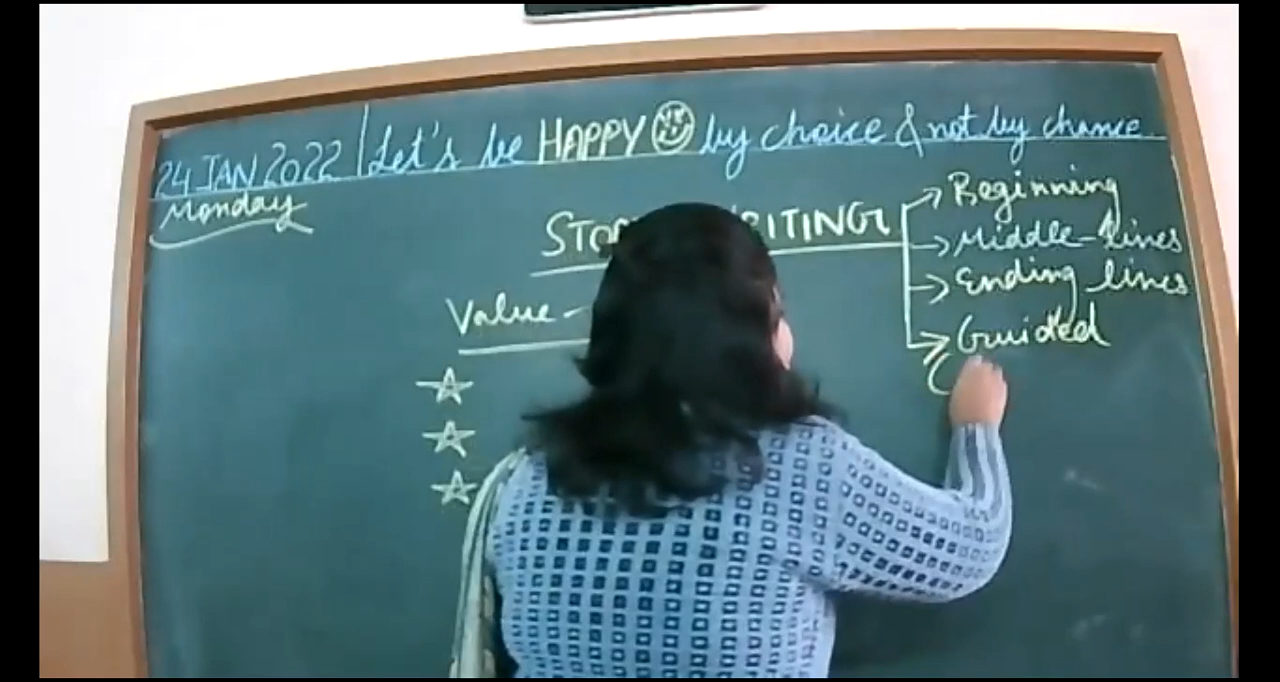 24 JAN 2022 | Let's be HAPPY by choice & not by chance
Monday
STO WRITING
Beginning
Middle-lines
Ending lines
Guided
Value -
(